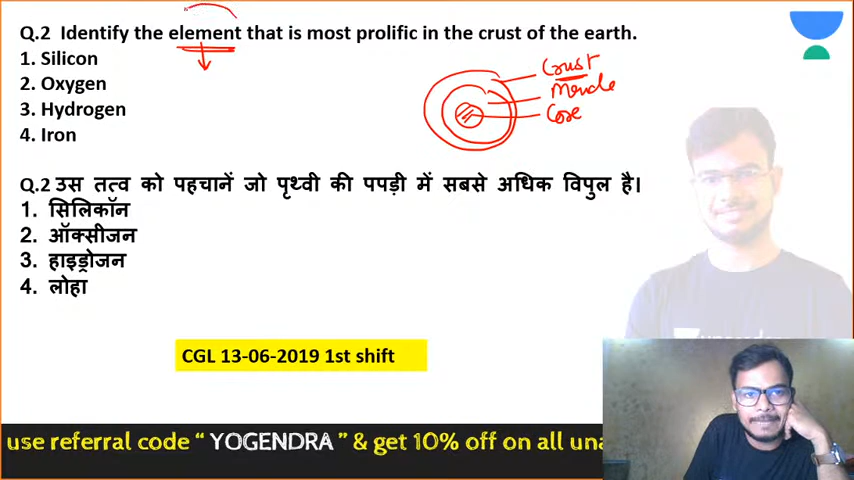 Q.2 Identify the element that is most prolific in the crust of the earth.
1. Silicon
2. Oxygen
3. Hydrogen
4. Iron
Crust
Mantle
Core
Q.2 उस तत्व को पहचानें जो पृथ्वी की पपड़ी में सबसे अधिक विपुल है।
1. सिलिकॉन
2. ऑक्सीजन
3. हाइड्रोजन
4. लोहा
CGL 13-06-2019 1st shift
use referral code “ YOGENDRA ” & get 10% off on all una